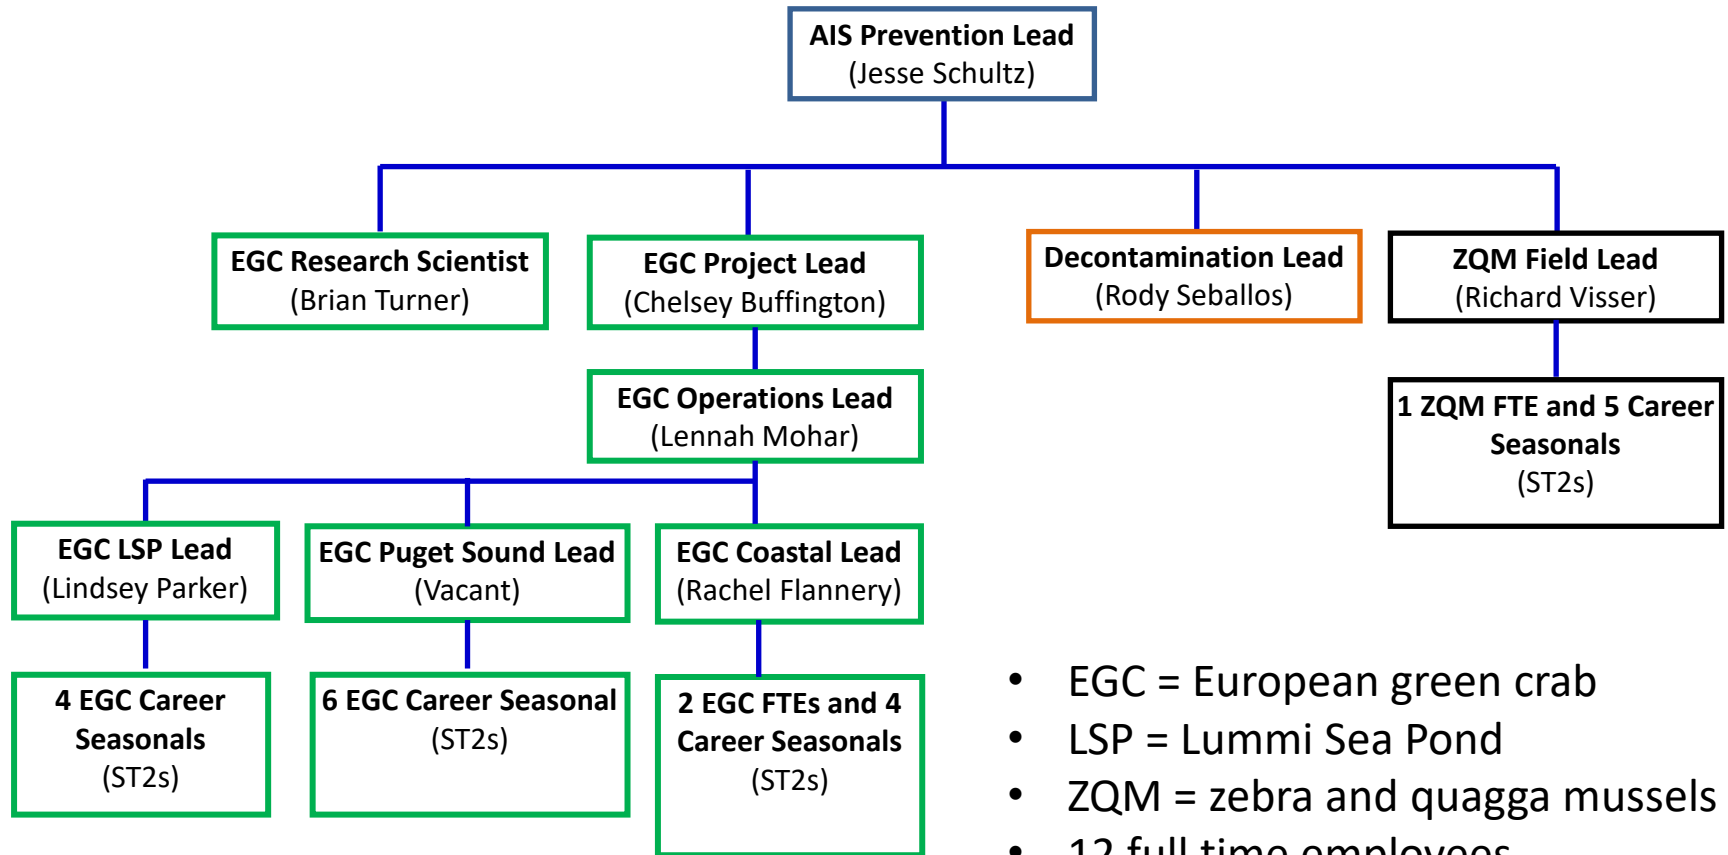 AIS Prevention Lead
(Jesse Schultz)
EGC Research Scientist
(Brian Turner)
EGC Project Lead
(Chelsey Buffington)
Decontamination Lead
(Rody Seballos)
ZQM Field Lead
(Richard Visser)
EGC Operations Lead
(Lennah Mohar)
1 ZQM FTE and 5 Career
Seasonals
(ST2s)
EGC LSP Lead
(Lindsey Parker)
EGC Puget Sound Lead
(Vacant)
EGC Coastal Lead
(Rachel Flannery)
4 EGC Career
Seasonals
(ST2s)
6 EGC Career Seasonal
(ST2s)
2 EGC FTEs and 4
Career Seasonals
(ST2s)
• EGC = European green crab
• LSP = Lummi Sea Pond
• ZQM = zebra and quagga mussels
• 12 full time employees